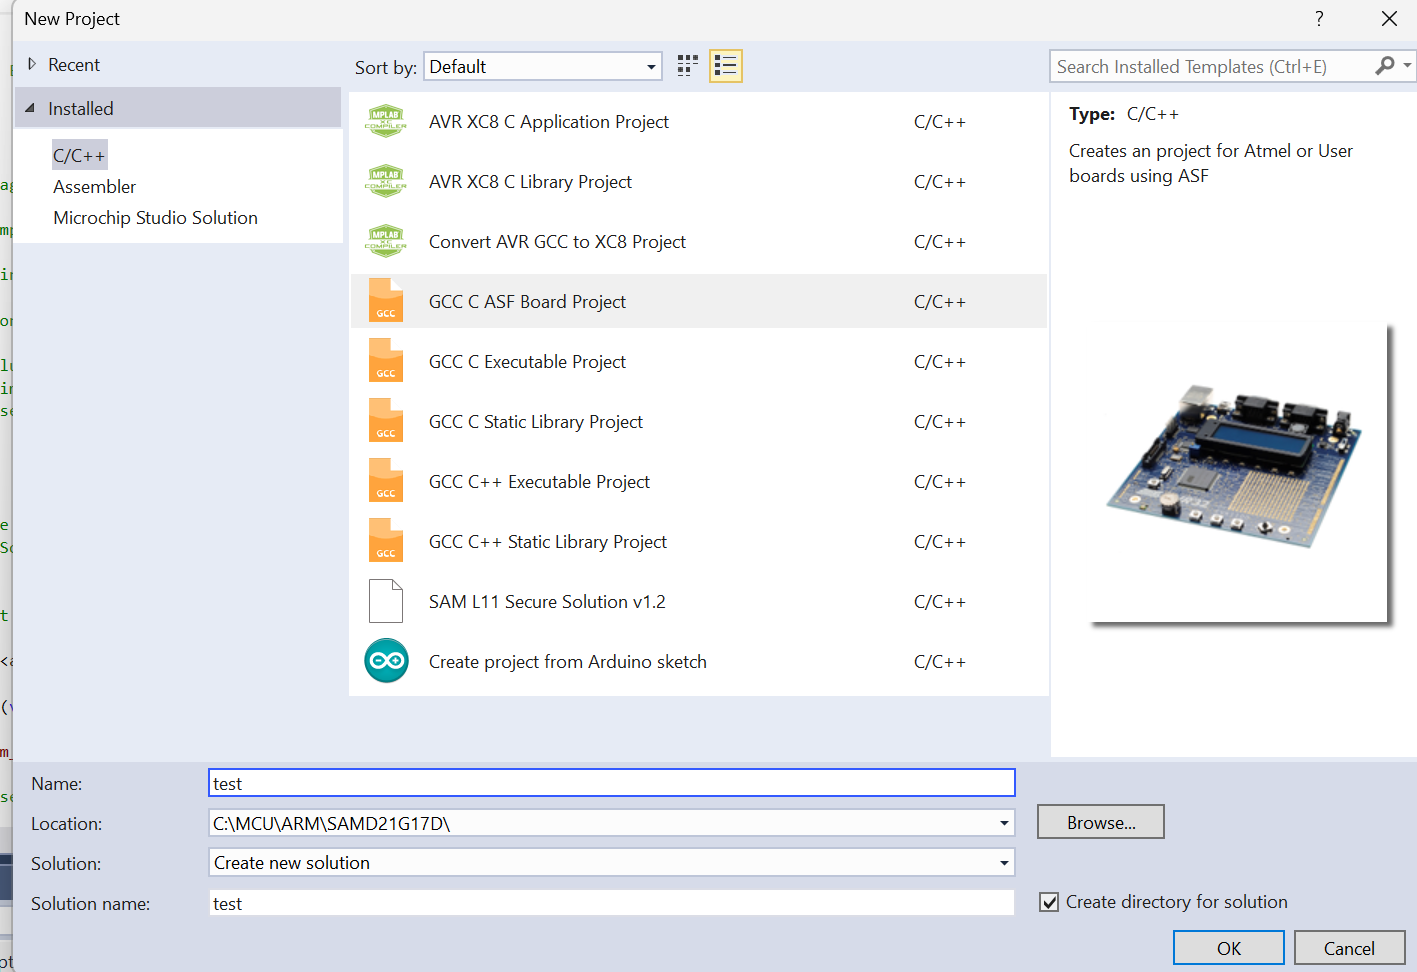 New Project
?
Recent
Installed
C/C++
Assembler
Microchip Studio Solution
Sort by:
Default
Search Installed Templates (Ctrl+E)
MPLAB XC COMPILER
AVR XC8 C Application Project
C/C++
MPLAB XC COMPILER
AVR XC8 C Library Project
C/C++
MPLAB XC COMPILER
Convert AVR GCC to XC8 Project
C/C++
GCC
GCC C ASF Board Project
C/C++
GCC
GCC C Executable Project
C/C++
GCC
GCC C Static Library Project
C/C++
GCC
GCC C++ Executable Project
C/C++
GCC
GCC C++ Static Library Project
C/C++
SAM L11 Secure Solution v1.2
C/C++
Create project from Arduino sketch
C/C++
Type: C/C++
Creates an project for Atmel or User
boards using ASF
Name:
test
Location:
C:\MCU\ARM\SAMD21G17D\
Browse...
Solution:
Create new solution
Solution name:
test
Create directory for solution
OK
Cancel